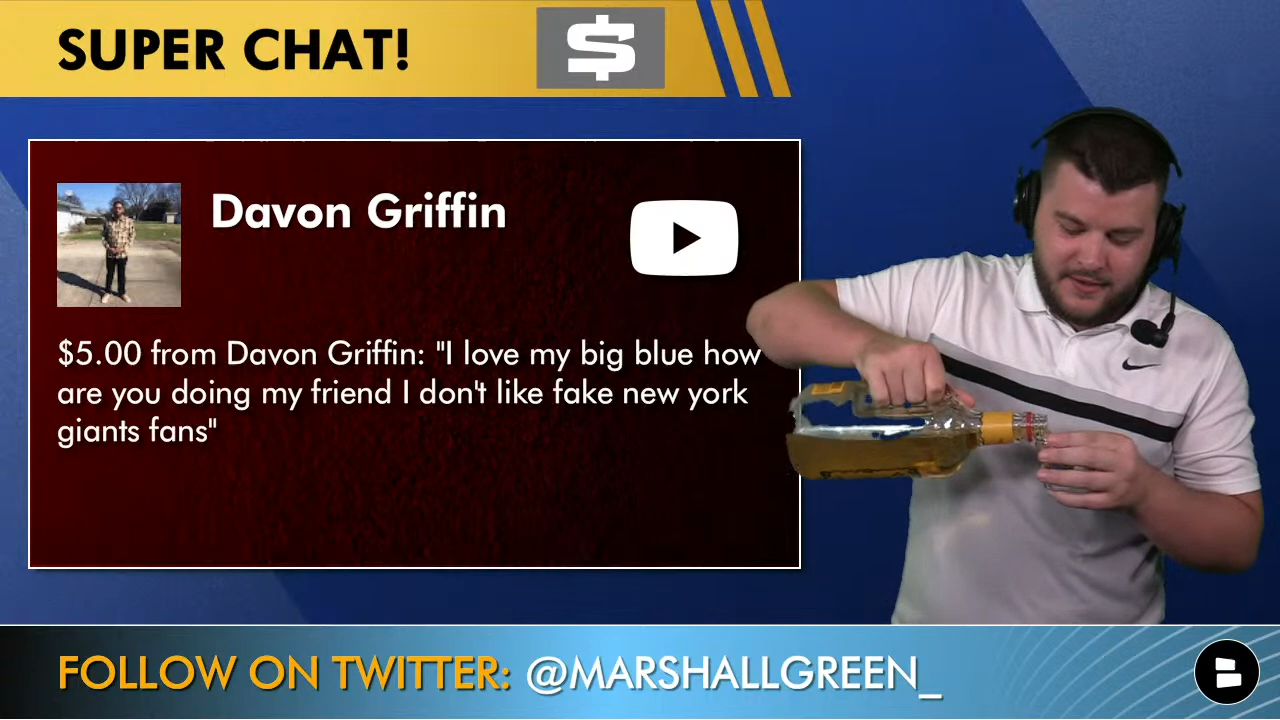 SUPER CHAT!
Davon Griffin
$5.00 from Davon Griffin: "I love my big blue how
are you doing my friend I don't like fake new york
giants fans"
FOLLOW ON TWITTER: @MARSHALLGREEN_